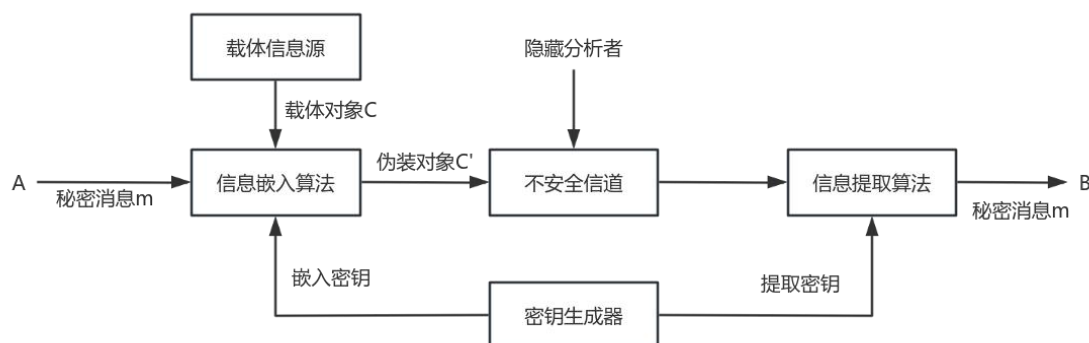 载体信息源
隐藏分析者
载体对象C
伪装对象C'
A
信息嵌入算法
不安全信道
信息提取算法
B
秘密消息m
秘密消息m
嵌入密钥
提取密钥
密钥生成器